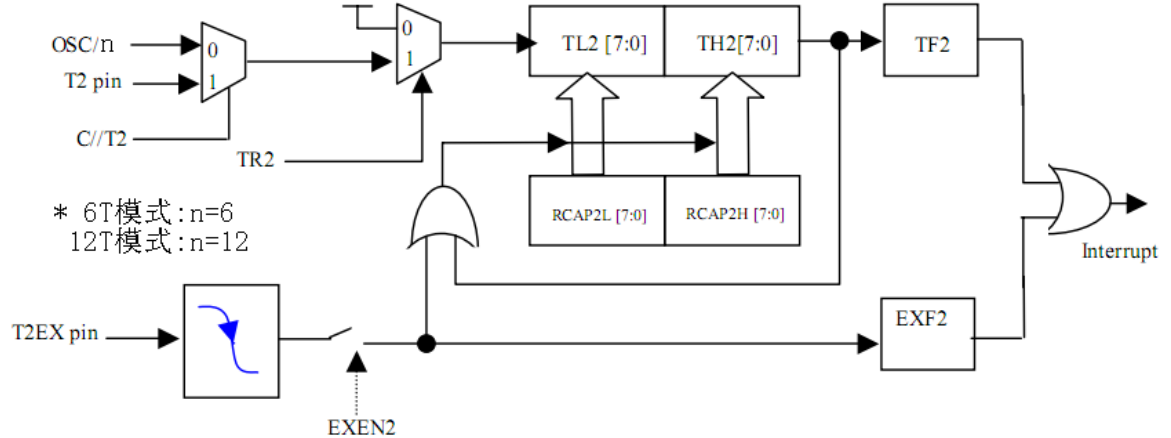 OSC/n
0
1
T2 pin
C//T2
0
1
TR2
TL2 [7:0]
TH2[7:0]
TF2
RCAP2L [7:0]
RCAP2H [7:0]
* 6T模式:n=6
12T模式:n=12
Interrupt
T2EX pin
EXF2
EXEN2